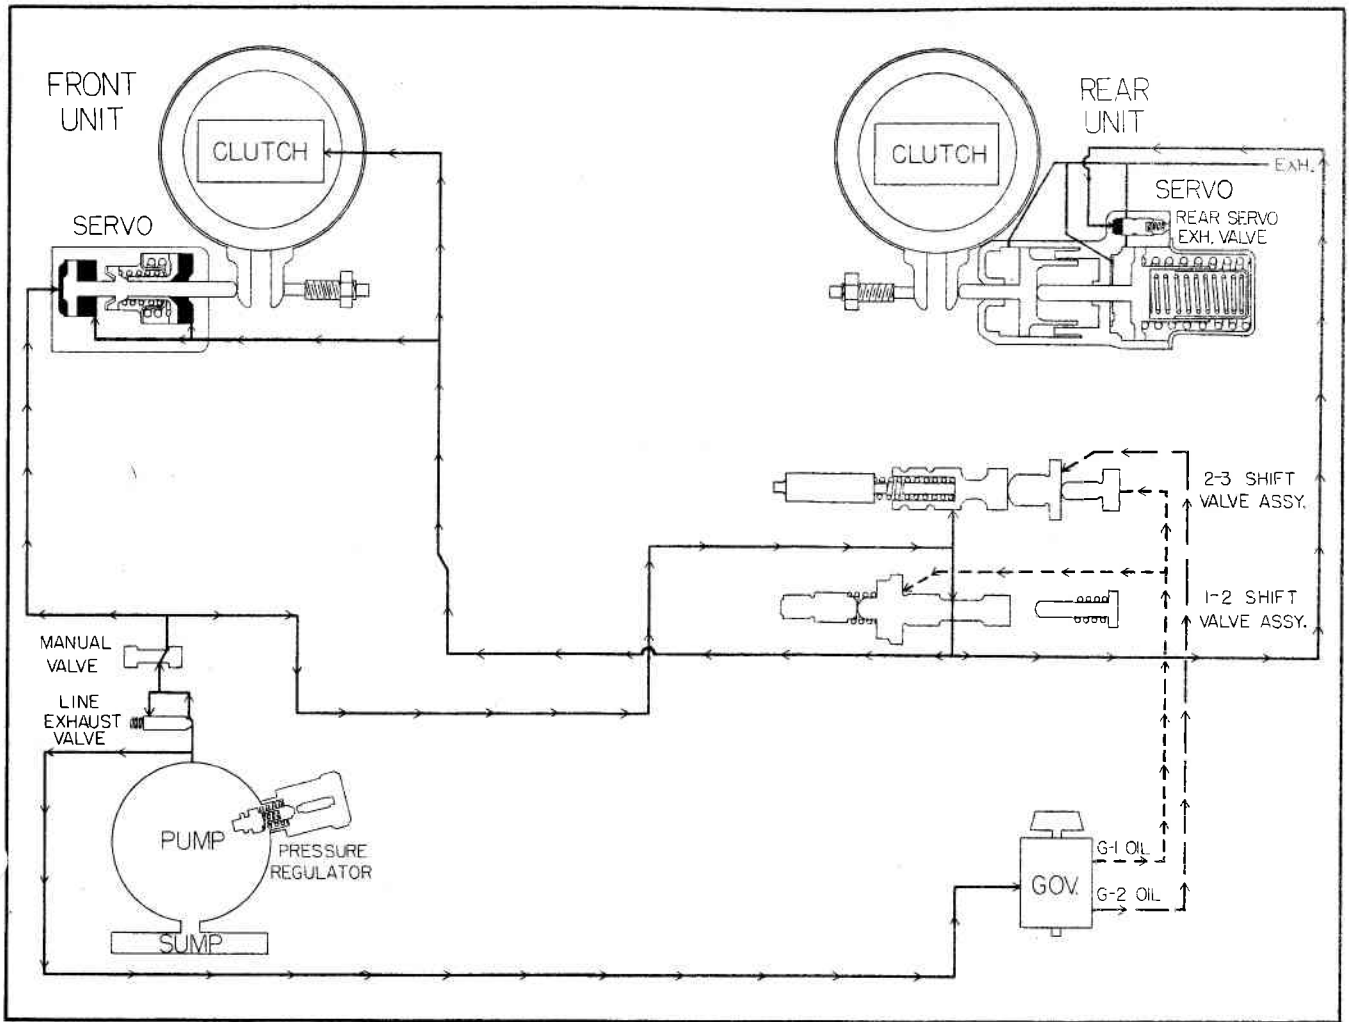 FRONT
UNIT
CLUTCH
SERVO
REAR
UNIT
CLUTCH
EXH.
SERVO
REAR SERVO
EXH. VALVE
2-3 SHIFT
VALVE ASSY.
1-2 SHIFT
VALVE ASSY.
MANUAL
VALVE
LINE
EXHAUST
VALVE
PUMP
PRESSURE
REGULATOR
SUMP
GOV.
G-1 OIL
G-2 OIL